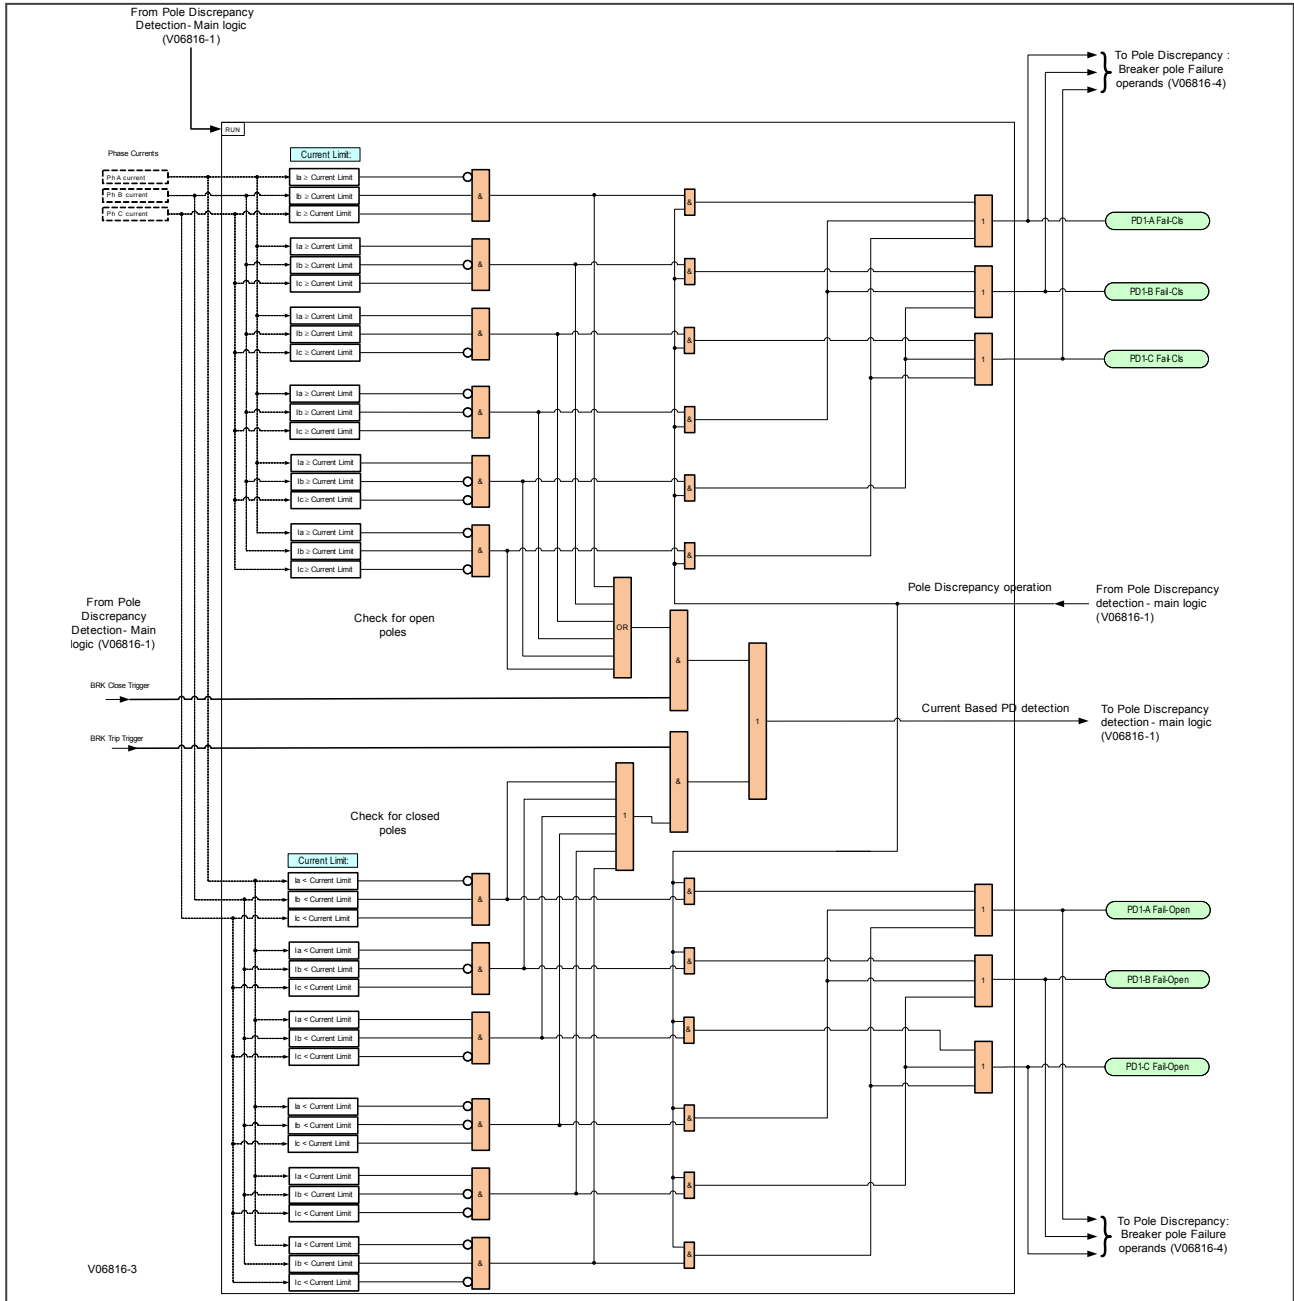 From Pole Discrepancy
Detection- Main logic
(V06816-1)
To Pole Discrepancy :
Breaker pole Failure
operands (V06816-4)
RUN
Phase Currents
Current Limit:
Ph A current
Ph B current
Ph C current
Ia ≥ Current Limit
Ib ≥ Current Limit
Ic ≥ Current Limit
&
&
1
PD1-A Fail-Cls
Ia ≥ Current Limit
Ib ≥ Current Limit
Ic ≥ Current Limit
&
&
1
PD1-B Fail-Cls
Ia ≥ Current Limit
Ib ≥ Current Limit
Ic ≥ Current Limit
&
&
1
PD1-C Fail-Cls
Ia ≥ Current Limit
Ib ≥ Current Limit
Ic ≥ Current Limit
&
&
Ia ≥ Current Limit
Ib ≥ Current Limit
Ic ≥ Current Limit
&
&
Ia ≥ Current Limit
Ib ≥ Current Limit
Ic ≥ Current Limit
&
&
Pole Discrepancy operation
From Pole Discrepancy
detection - main logic
(V06816-1)
From Pole
Discrepancy
Detection- Main
logic (V06816-1)
Check for open
poles
OR
&
BRK Close Trigger
1
Current Based PD detection
To Pole Discrepancy
detection - main logic
(V06816-1)
BRK Trip Trigger
&
Check for closed
poles
1
Current Limit:
Ia < Current Limit
Ib < Current Limit
Ic < Current Limit
&
&
1
PD1-A Fail-Open
Ia < Current Limit
Ib < Current Limit
Ic < Current Limit
&
&
1
PD1-B Fail-Open
Ia < Current Limit
Ib < Current Limit
Ic < Current Limit
&
&
1
PD1-C Fail-Open
Ia < Current Limit
Ib < Current Limit
Ic < Current Limit
&
&
Ia < Current Limit
Ib < Current Limit
Ic < Current Limit
&
&
Ia < Current Limit
Ib < Current Limit
Ic < Current Limit
&
&
To Pole Discrepancy:
Breaker pole Failure
operands (V06816-4)
V06816-3